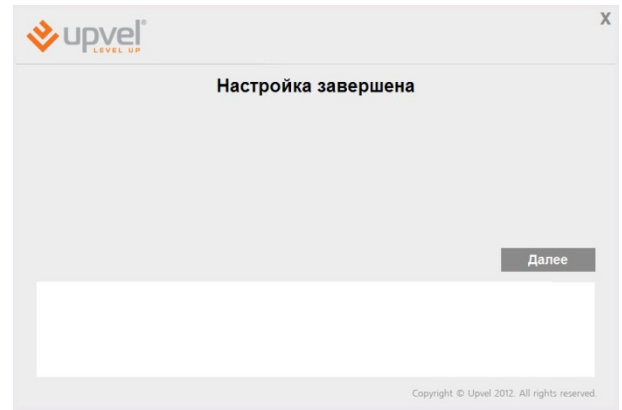 X
upvel®
LEVEL UP
Настройка завершена
Далее
Copyright © Upvel 2012. All rights reserved.